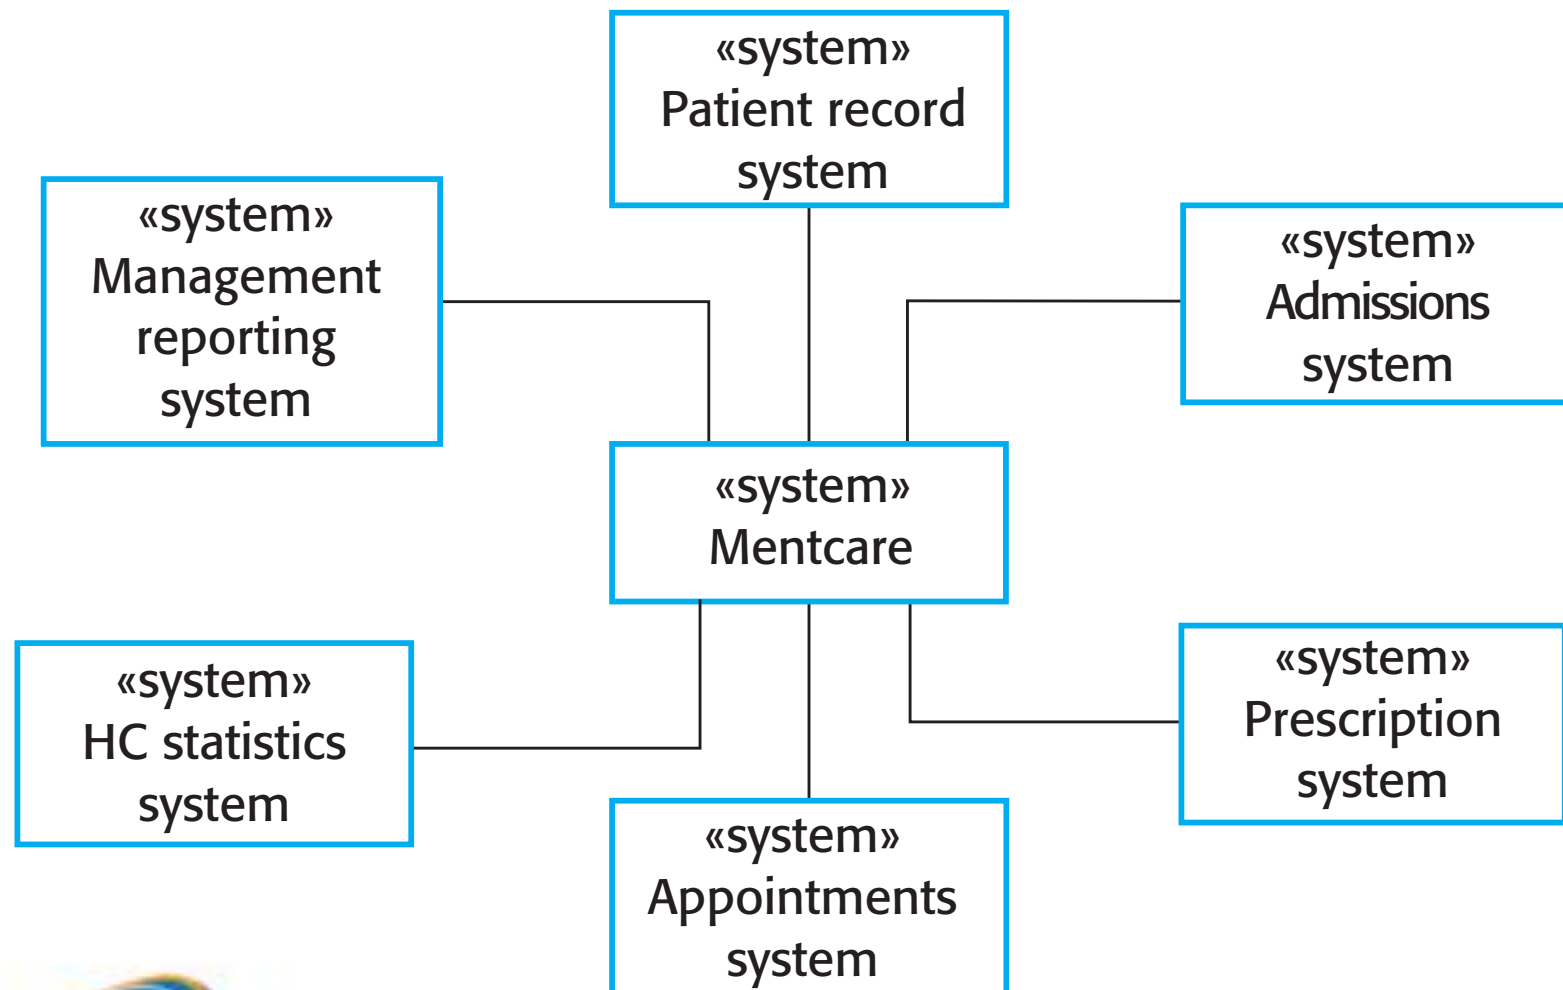 «system»
Patient record
system
«system»
Management
reporting
system
«system»
Admissions
system
«system»
Mentcare
«system»
HC statistics
system
«system»
Prescription
system
«system»
Appointments
system